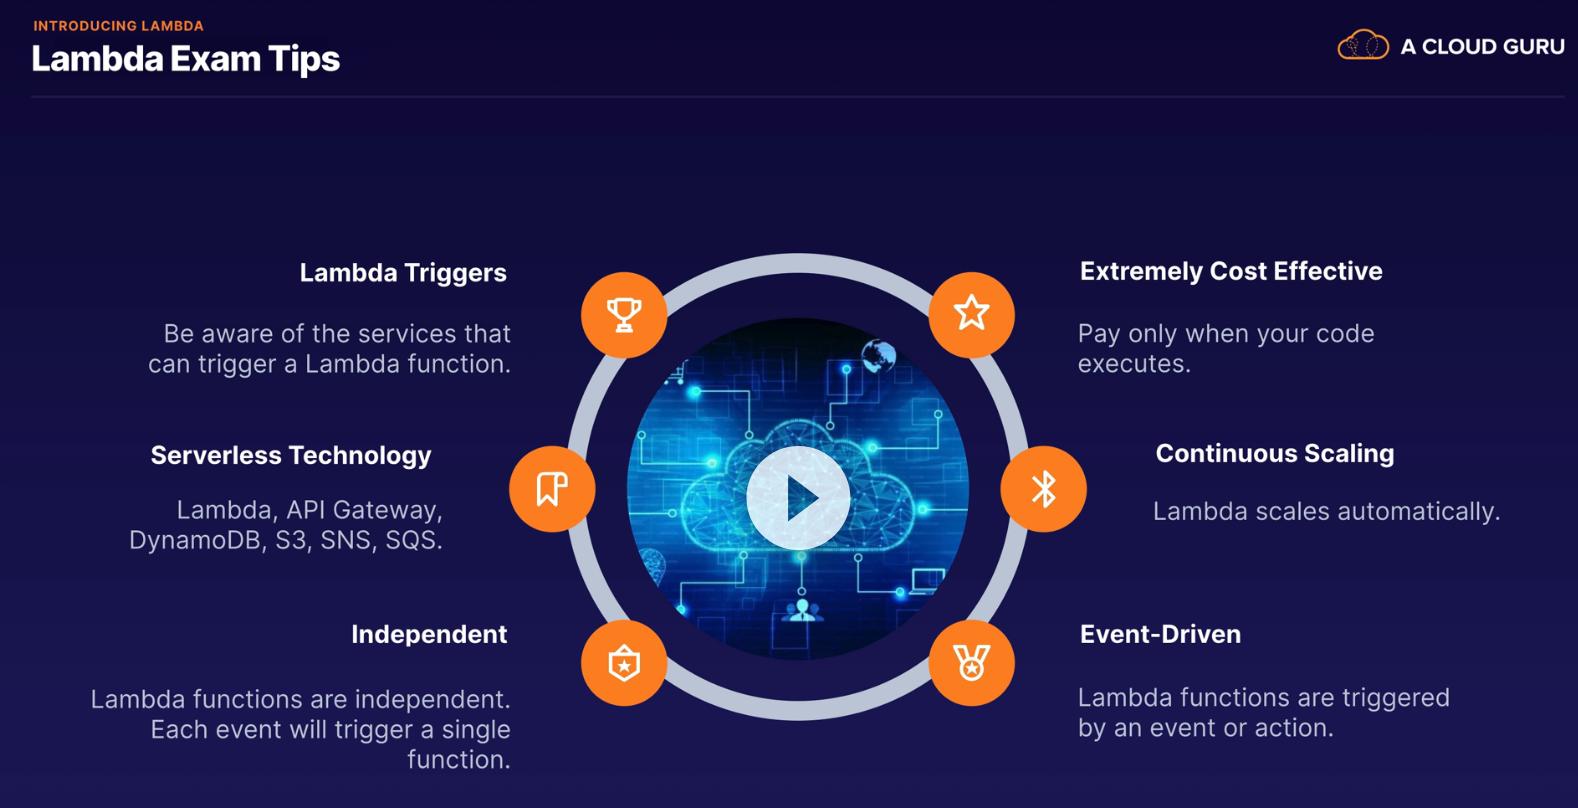 INTRODUCING LAMBDA
Lambda Exam Tips
A CLOUD GURU
Lambda Triggers
Be aware of the services that
can trigger a Lambda function.
Extremely Cost Effective
Pay only when your code
executes.
Serverless Technology
Lambda, API Gateway,
DynamoDB, S3, SNS, SQS.
Continuous Scaling
Lambda scales automatically.
Independent
Lambda functions are independent.
Each event will trigger a single
function.
Event-Driven
Lambda functions are triggered
by an event or action.